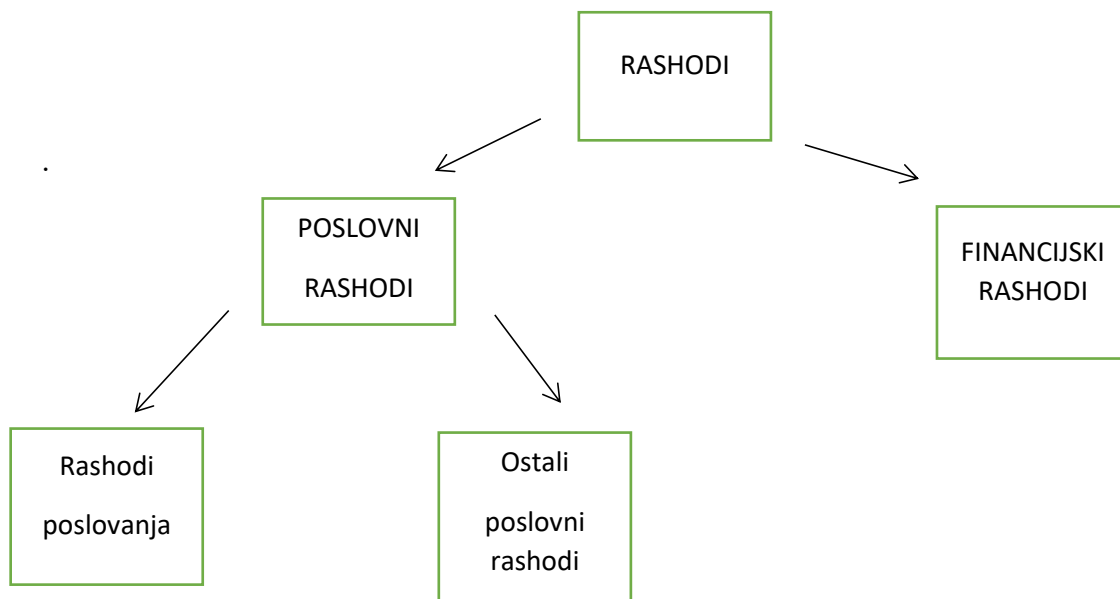 RASHODI
.
POSLOVNI
RASHODI
FINANCIJSKI
RASHODI
Rashodi
poslovanja
Ostali
poslovni
rashodi